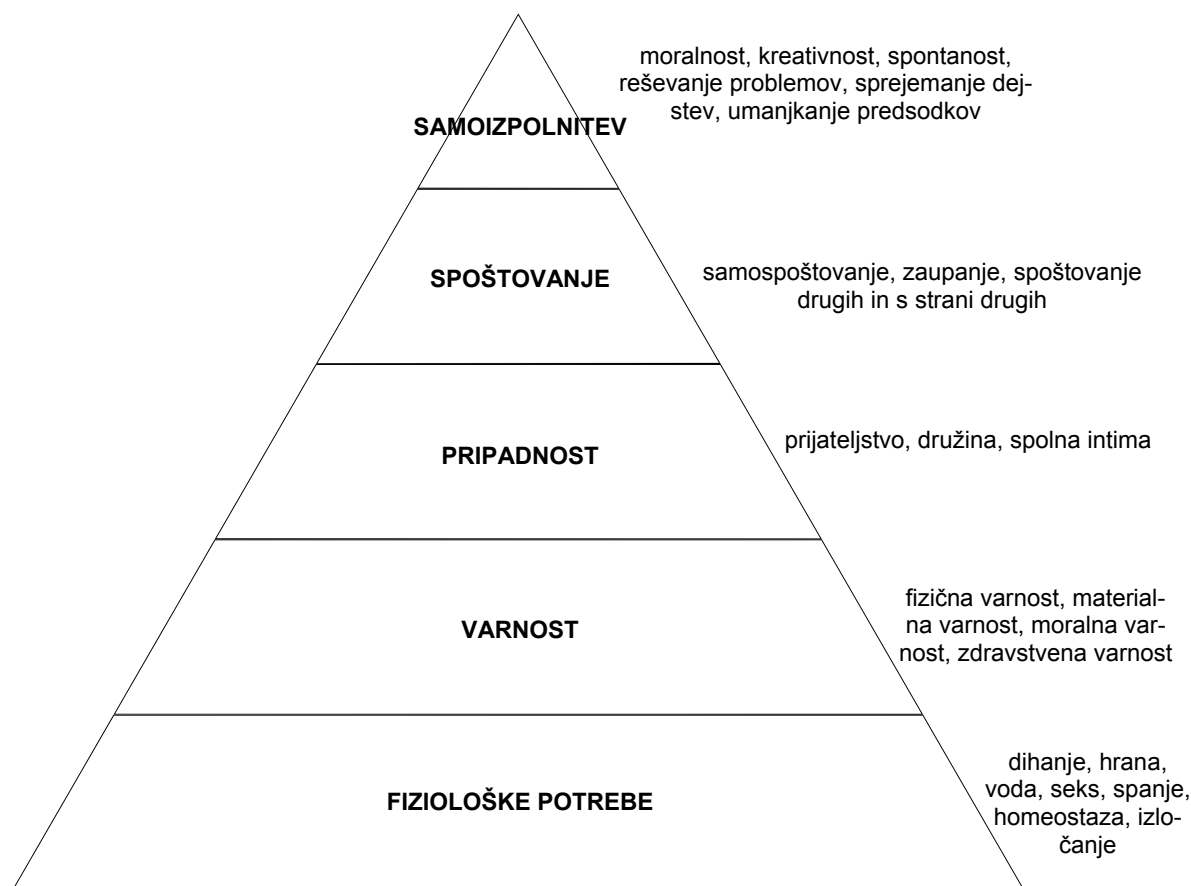 moralnost, kreativnost, spontanost,
reševanje problemov, sprejemanje dej-
stev, umanjkanje predsodkov
SAMOIZPOLNITEV
SPOŠTOVANJE
samospoštovanje, zaupanje, spoštovanje
drugih in s strani drugih
PRIPADNOST
prijateljstvo, družina, spolna intima
VARNOST
fizična varnost, material-
na varnost, moralna var-
nost, zdravstvena varnost
FIZIOLOŠKE POTREBE
dihanje, hrana,
voda, seks, spanje,
homeostaza, izlo-
čanje